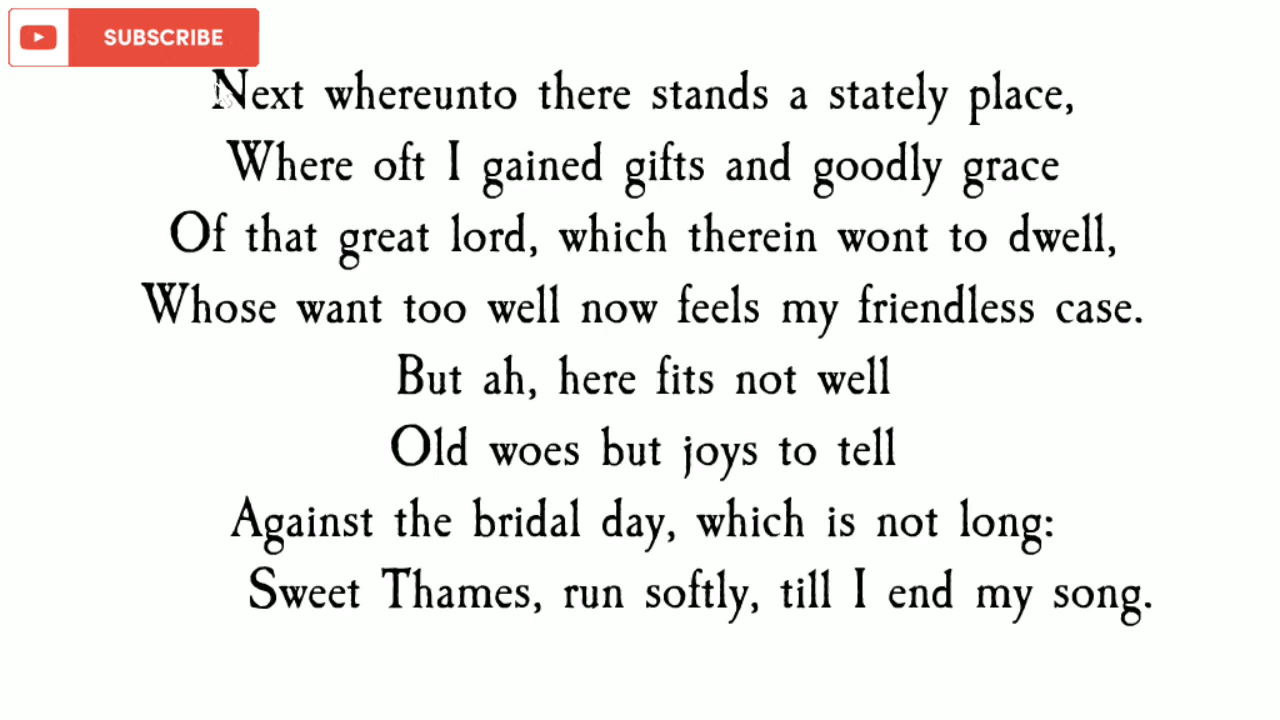 SUBSCRIBE
Next whereunto there stands a stately place,
Where oft I gained gifts and goodly grace
Of that great lord, which therein wont to dwell,
Whose want too well now feels my friendless case.
But ah, here fits not well
Old woes but joys to tell
Against the bridal day, which is not long:
Sweet Thames, run softly, till I end my song.